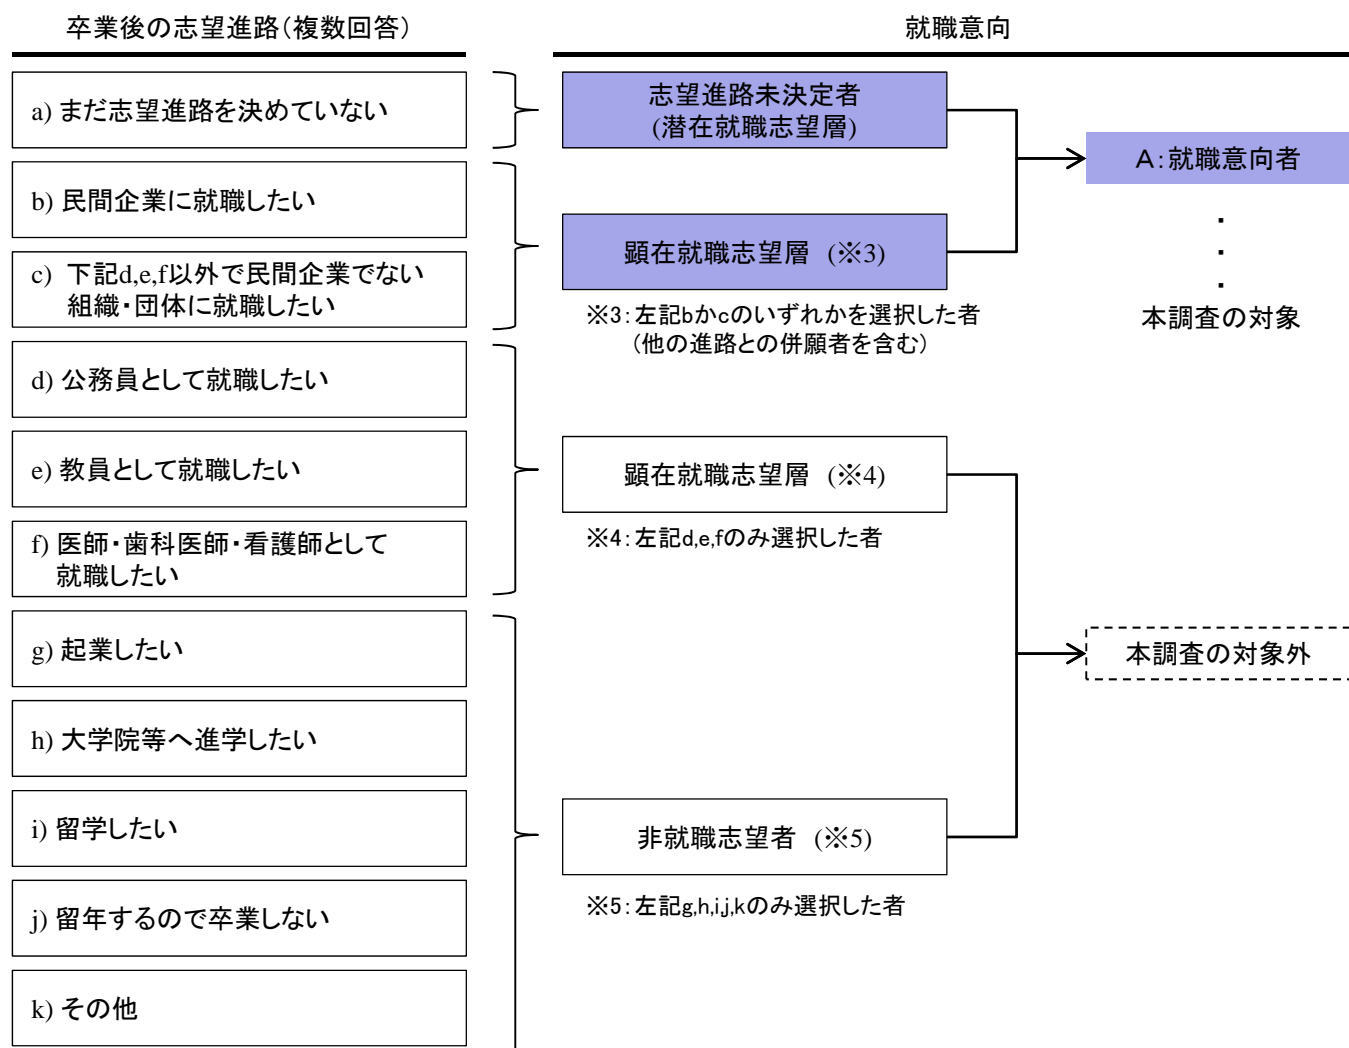 卒業後の志望進路（複数回答）
就職意向
a) まだ志望進路を決めていない
b) 民間企業に就職したい
c) 下記d,e,f以外で民間企業でない
組織・団体に就職したい
d) 公務員として就職したい
e) 教員として就職したい
f) 医師・歯科医師・看護師として
就職したい
g) 起業したい
h) 大学院等へ進学したい
i) 留学したい
j) 留年するので卒業しない
k) その他
志望進路未決定者
(潜在就職志望層)
顕在就職志望層 (※3)
※3：左記bかcのいずれかを選択した者
（他の進路との併願者を含む）
顕在就職志望層 (※4)
※4：左記d,e,fのみ選択した者
非就職志望者 (※5)
※5：左記g,h,i,j,kのみ選択した者
A：就職意向者
・
・
・
本調査の対象
本調査の対象外